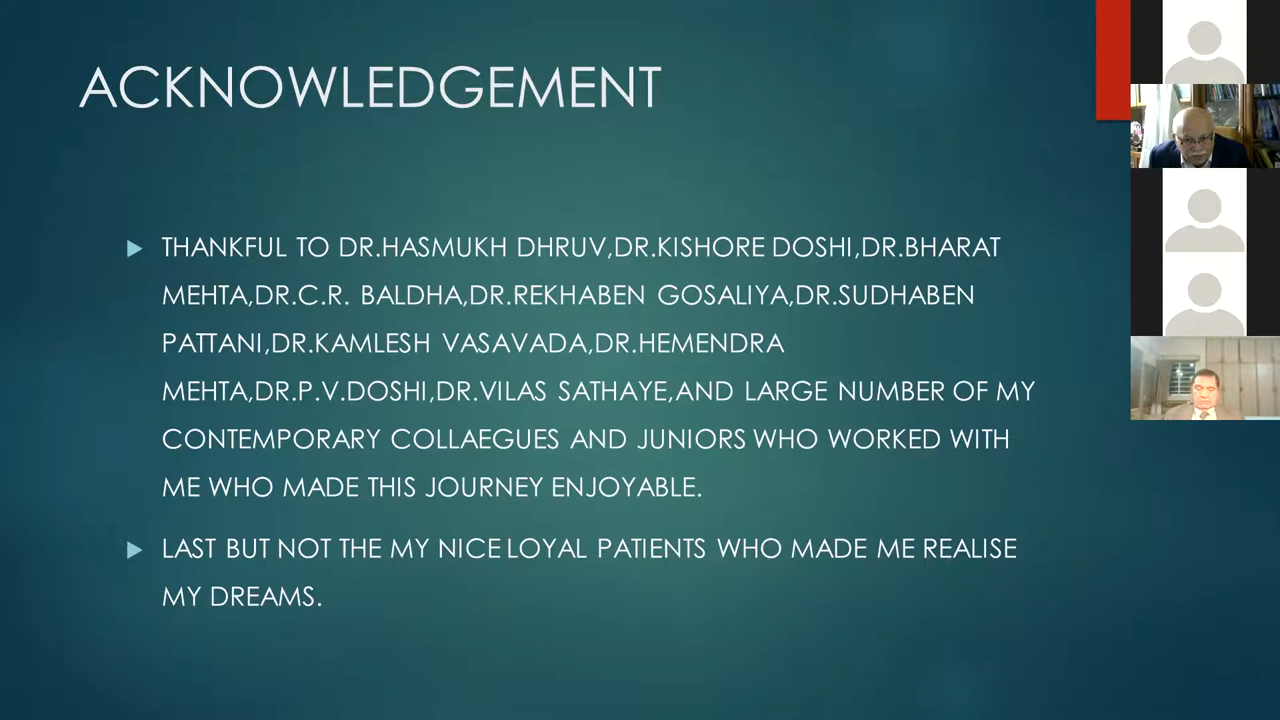 ACKNOWLEDGEMENT
THANKFUL TO DR.HASMUKH DHRUV,DR.KISHORE DOSHI,DR.BHARAT
MEHTA,DR.C.R. BALDHA,DR.REKHABEN GOSALIYA,DR.SUDHABEN
PATTANI,DR.KAMLESH VASAVADA,DR.HEMENDRA
MEHTA,DR.P.V.DOSHI,DR.VILAS SATHAYE,AND LARGE NUMBER OF MY
CONTEMPORARY COLLAEGUES AND JUNIORS WHO WORKED WITH
ME WHO MADE THIS JOURNEY ENJOYABLE.
LAST BUT NOT THE MY NICE LOYAL PATIENTS WHO MADE ME REALISE
MY DREAMS.